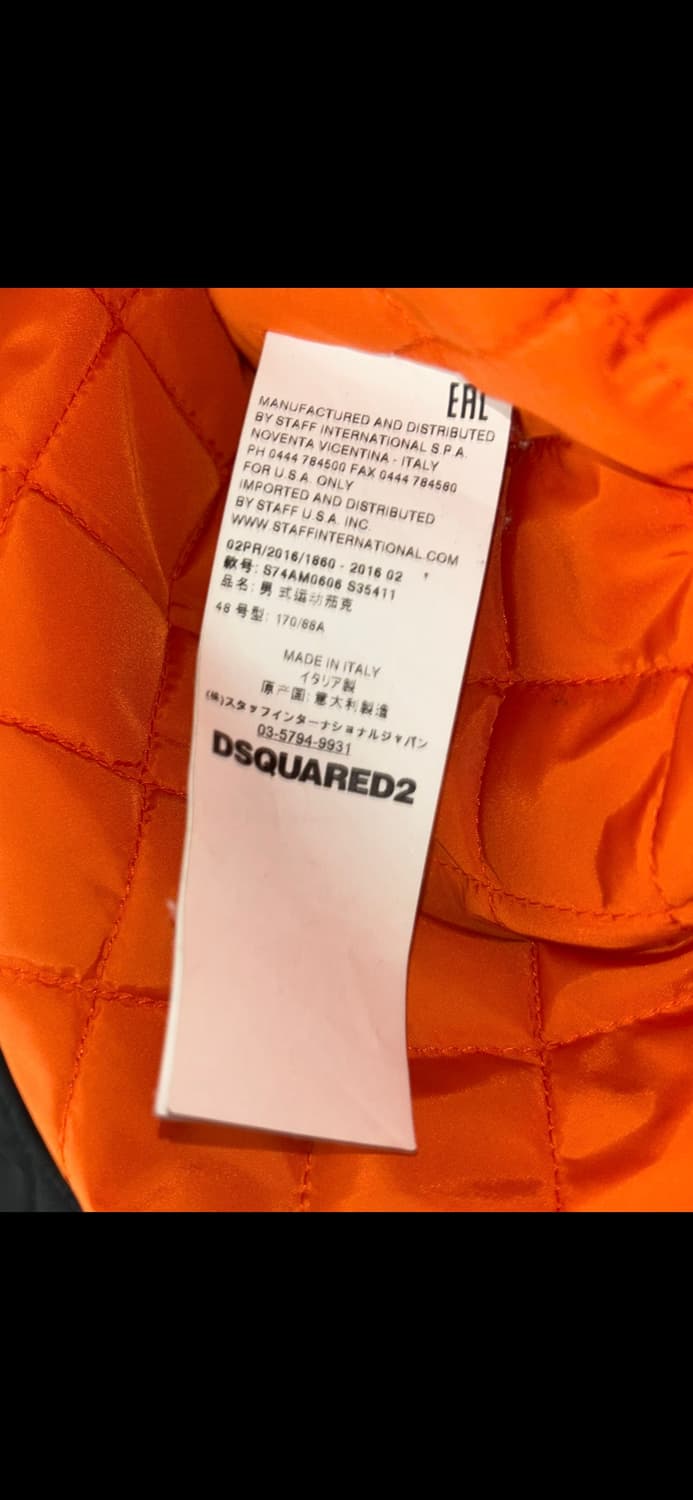 EAC
MANUFACTURED AND DISTRIBUTED
BY STAFF INTERNATIONAL S.P.A.
NOVENTA VICENTINA - ITALY
PH 0444 784500 FAX 0444 784580
FOR U.S.A. ONLY
IMPORTED AND DISTRIBUTED
BY STAFF U.S.A. INC.
WWW.STAFFINTERNATIONAL.COM
02PR/2016/1860 - 2016 02
款号: S74AM0606 S35411
品名: 男式运动茄克
48 号型: 170/88A
MADE IN ITALY
イタリア製
原产国: 意大利製造
(株)スタッフインターナショナルジャパン
03-5794-9931
DSQUARED2